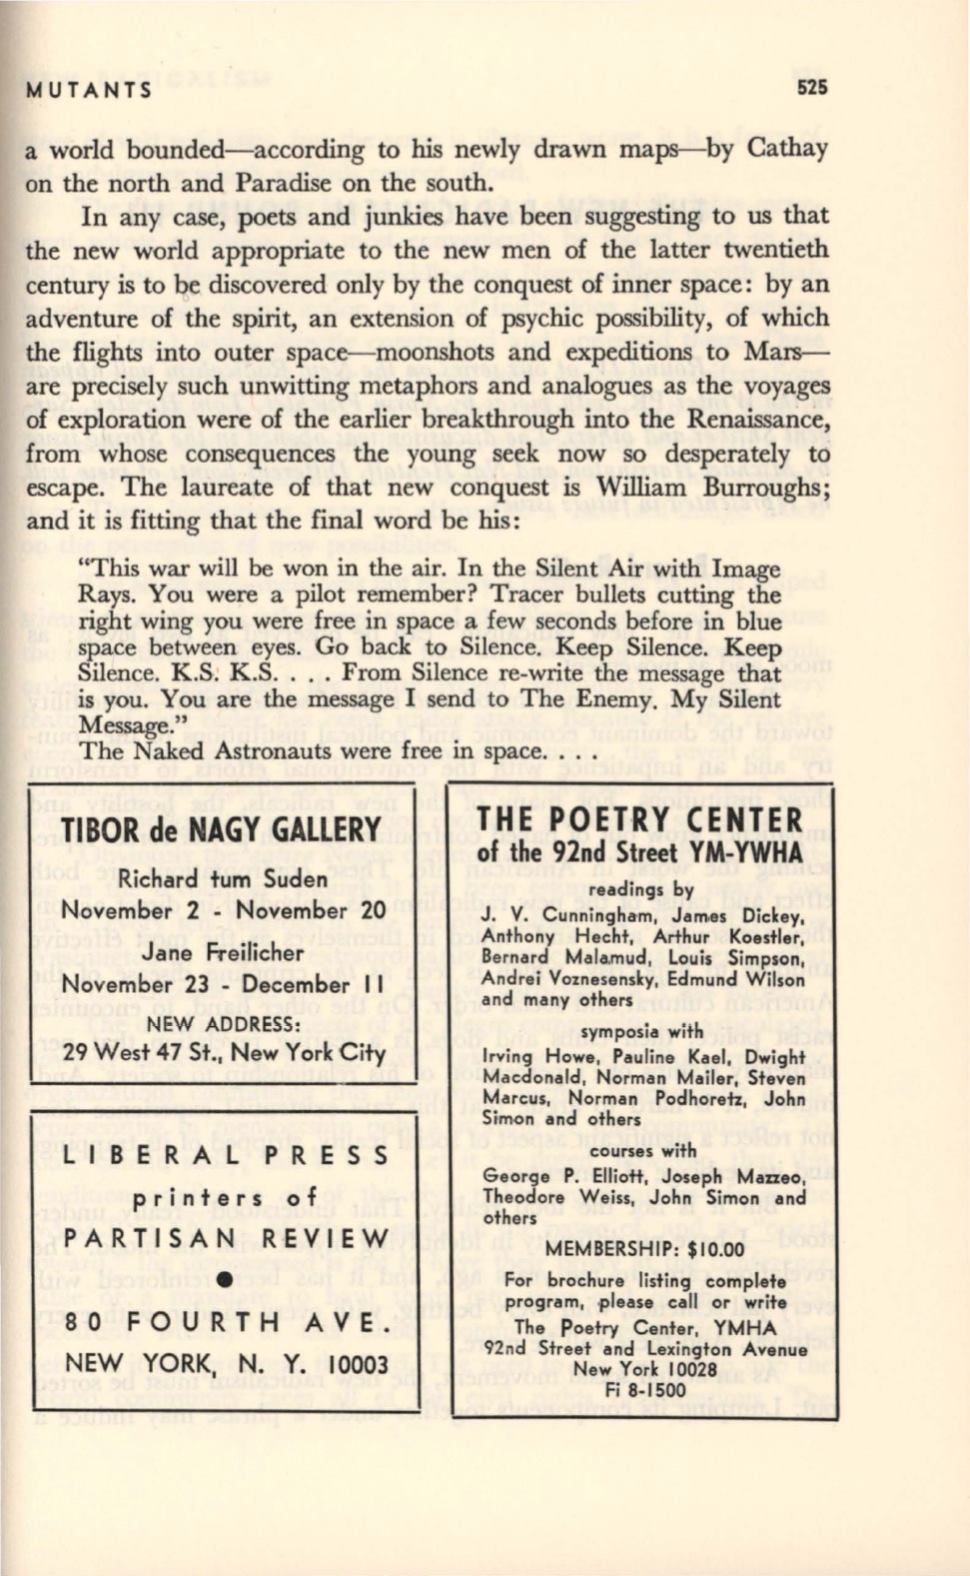 MUTANTS 525
a world bounded—according to his newly drawn maps—by Cathay
on the north and Paradise on the south.
In any case, poets and junkies have been suggesting to us that
the new world appropriate to the new men of the latter twentieth
century is to be discovered only by the conquest of inner space: by an
adventure of the spirit, an extension of psychic possibility, of which
the flights into outer space—moonshots and expeditions to Mars—
are precisely such unwitting metaphors and analogues as the voyages
of exploration were of the earlier breakthrough into the Renaissance,
from whose consequences the young seek now so desperately to
escape. The laureate of that new conquest is William Burroughs;
and it is fitting that the final word be his:
“This war will be won in the air. In the Silent Air with Image
Rays. You were a pilot remember? Tracer bullets cutting the
right wing you were free in space a few seconds before in blue
space between eyes. Go back to Silence. Keep Silence. Keep
Silence. K.S. K.S. . . . From Silence re-write the message that
is you. You are the message I send to The Enemy. My Silent
Message.”
The Naked Astronauts were free in space. . . .
TIBOR de NAGY GALLERY
Richard tum Suden
November 2 - November 20
Jane Freilicher
November 23 - December 11
NEW ADDRESS:
29 West 47 St., New York City
LIBERAL PRESS
printers of
PARTISAN REVIEW
●
80 FOURTH AVE.
NEW YORK, N. Y. 10003
THE POETRY CENTER
of the 92nd Street YM-YWHA
readings by
J. V. Cunningham, James Dickey,
Anthony Hecht, Arthur Koestler,
Bernard Malamud, Louis Simpson,
Andrei Voznesensky, Edmund Wilson
and many others
symposia with
Irving Howe, Pauline Kael, Dwight
Macdonald, Norman Mailer, Steven
Marcus, Norman Podhoretz, John
Simon and others
courses with
George P. Elliott, Joseph Mazzeo,
Theodore Weiss, John Simon and
others
MEMBERSHIP: $10.00
For brochure listing complete
program, please call or write
The Poetry Center, YMHA
92nd Street and Lexington Avenue
New York 10028
Fi 8-1500